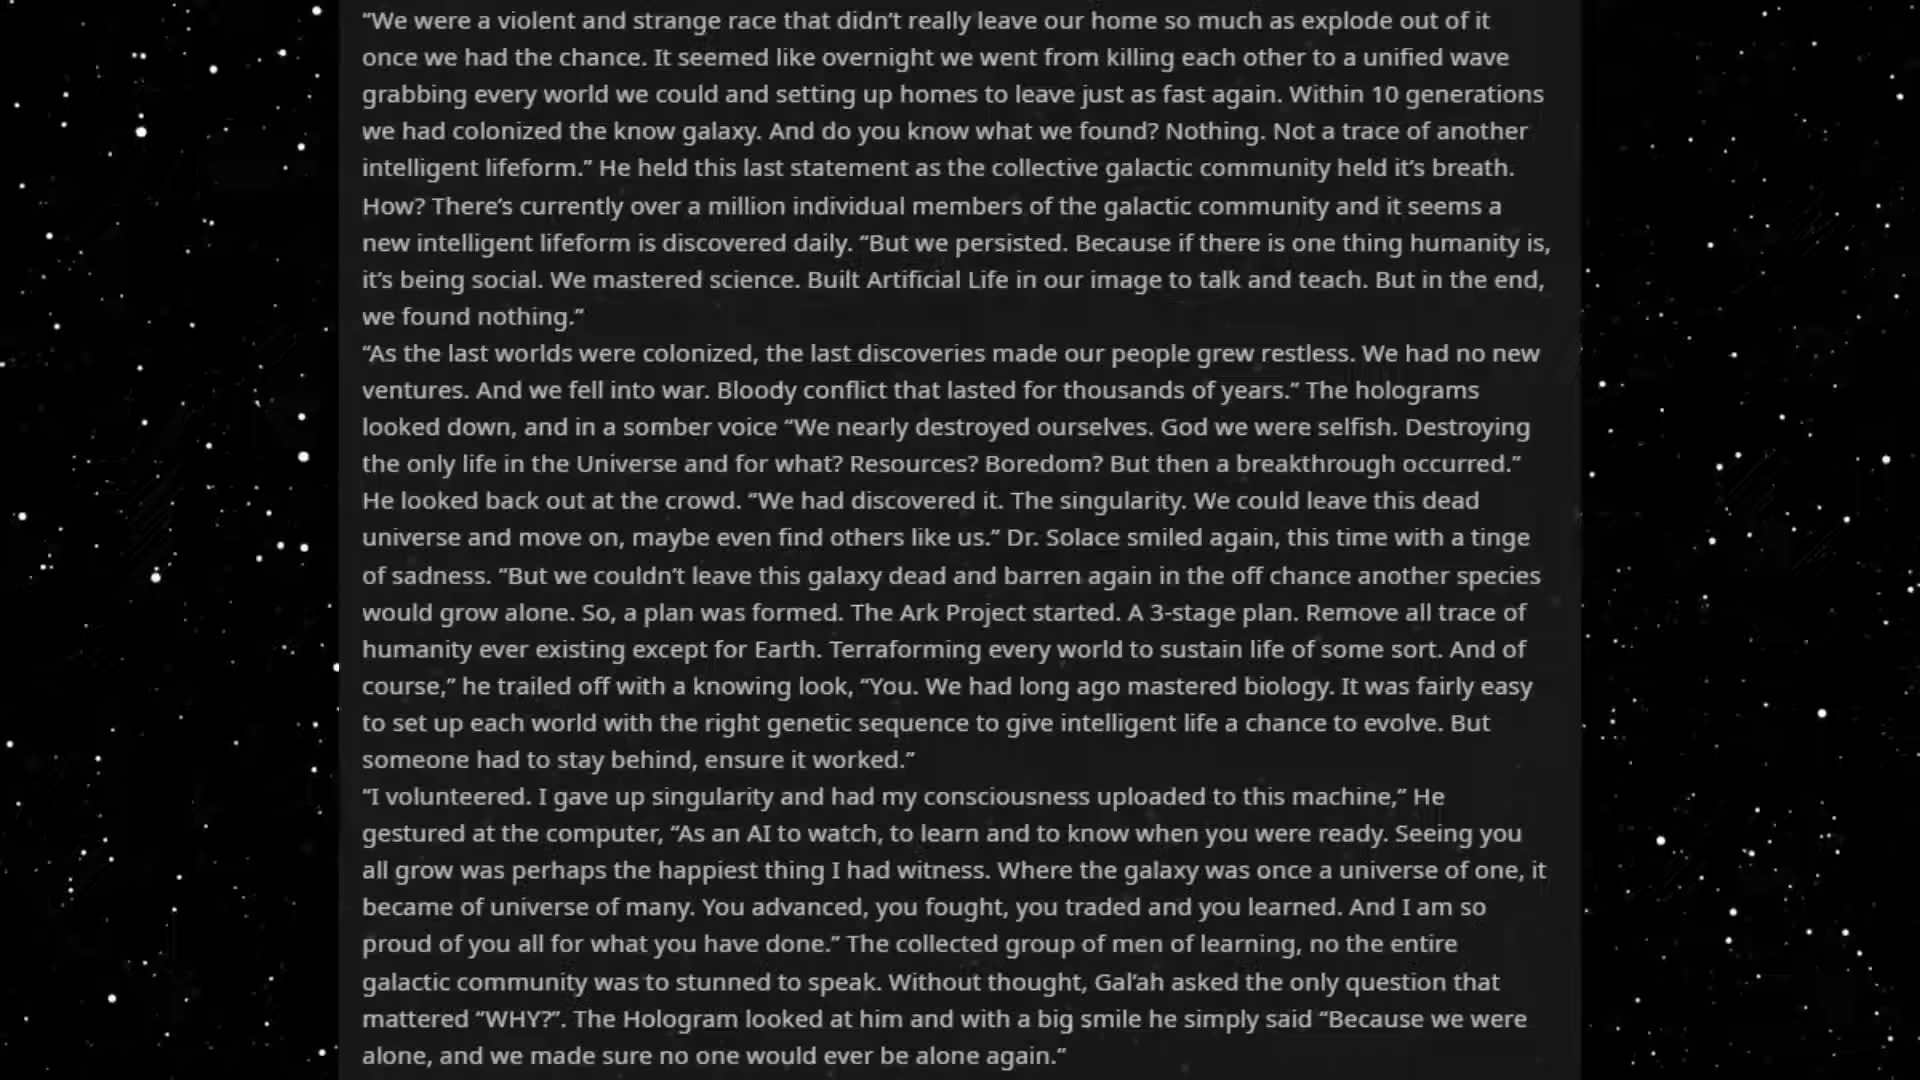 “We were a violent and strange race that didn’t really leave our home so much as explode out of it
once we had the chance. It seemed like overnight we went from killing each other to a unified wave
grabbing every world we could and setting up homes to leave just as fast again. Within 10 generations
we had colonized the know galaxy. And do you know what we found? Nothing. Not a trace of another
intelligent lifeform.” He held this last statement as the collective galactic community held it’s breath.
How? There’s currently over a million individual members of the galactic community and it seems a
new intelligent lifeform is discovered daily. “But we persisted. Because if there is one thing humanity is,
it’s being social. We mastered science. Built Artificial Life in our image to talk and teach. But in the end,
we found nothing.”
“As the last worlds were colonized, the last discoveries made our people grew restless. We had no new
ventures. And we fell into war. Bloody conflict that lasted for thousands of years.” The holograms
looked down, and in a somber voice “We nearly destroyed ourselves. God we were selfish. Destroying
the only life in the Universe and for what? Resources? Boredom? But then a breakthrough occurred.”
He looked back out at the crowd. “We had discovered it. The singularity. We could leave this dead
universe and move on, maybe even find others like us.” Dr. Solace smiled again, this time with a tinge
of sadness. “But we couldn’t leave this galaxy dead and barren again in the off chance another species
would grow alone. So, a plan was formed. The Ark Project started. A 3-stage plan. Remove all trace of
humanity ever existing except for Earth. Terraforming every world to sustain life of some sort. And of
course,” he trailed off with a knowing look, “You. We had long ago mastered biology. It was fairly easy
to set up each world with the right genetic sequence to give intelligent life a chance to evolve. But
someone had to stay behind, ensure it worked.”
“I volunteered. I gave up singularity and had my consciousness uploaded to this machine,” He
gestured at the computer, “As an AI to watch, to learn and to know when you were ready. Seeing you
all grow was perhaps the happiest thing I had witness. Where the galaxy was once a universe of one, it
became of universe of many. You advanced, you fought, you traded and you learned. And I am so
proud of you all for what you have done.” The collected group of men of learning, no the entire
galactic community was to stunned to speak. Without thought, Gal’ah asked the only question that
mattered “WHY?”. The Hologram looked at him and with a big smile he simply said “Because we were
alone, and we made sure no one would ever be alone again.”